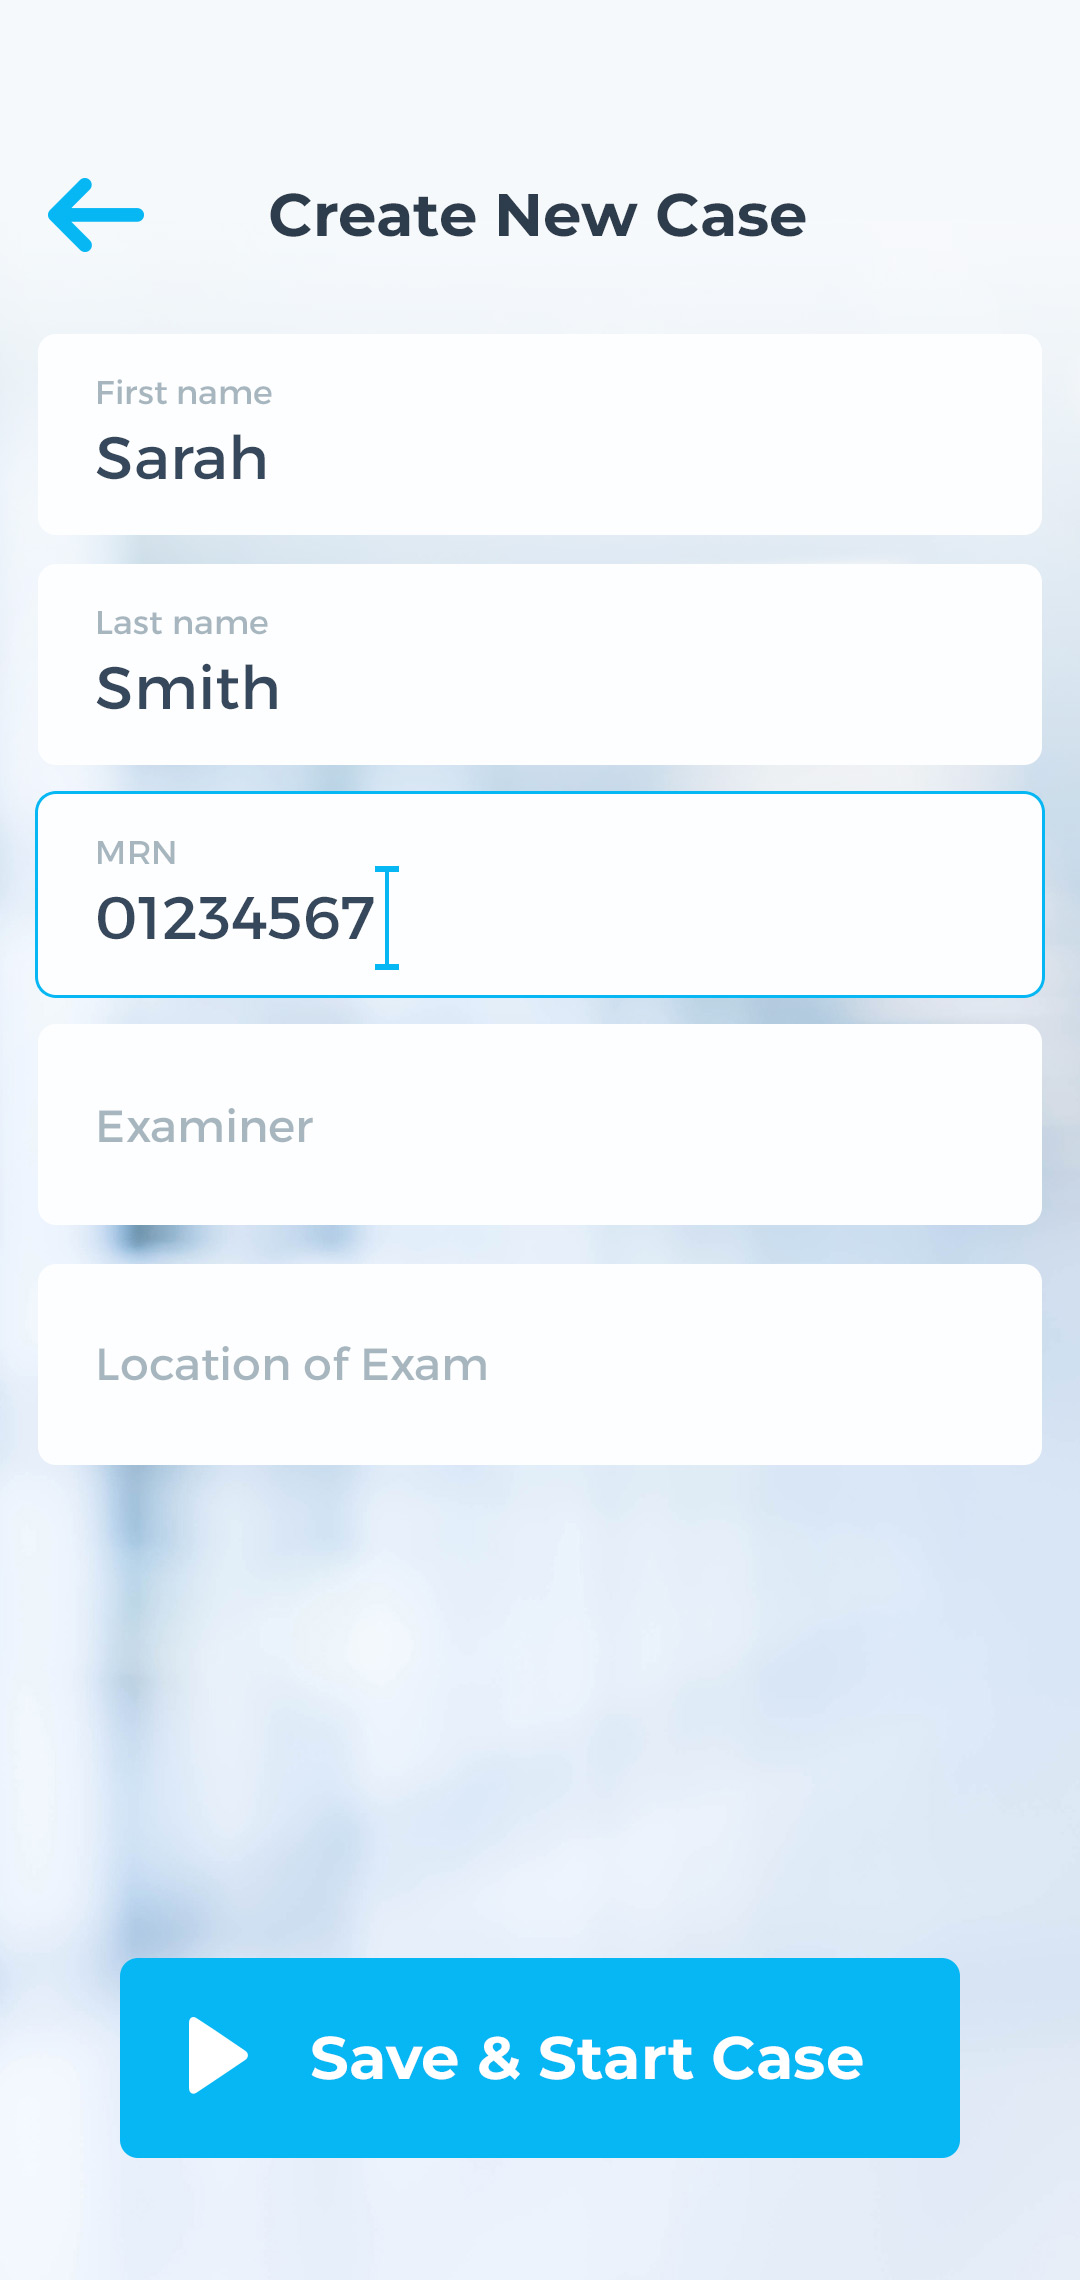 Create New Case
First name
Sarah
Last name
Smith
MRN
01234567
Examiner
Location of Exam
Save & Start Case